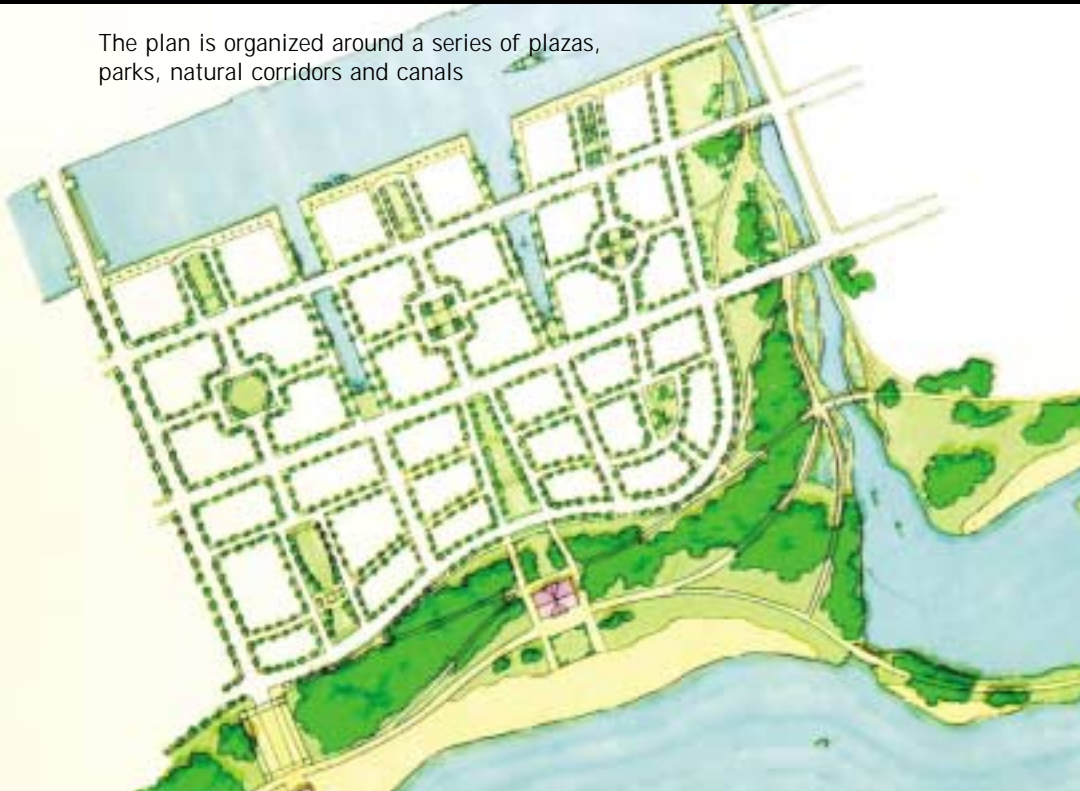 The plan is organized around a series of plazas,
parks, natural corridors and canals